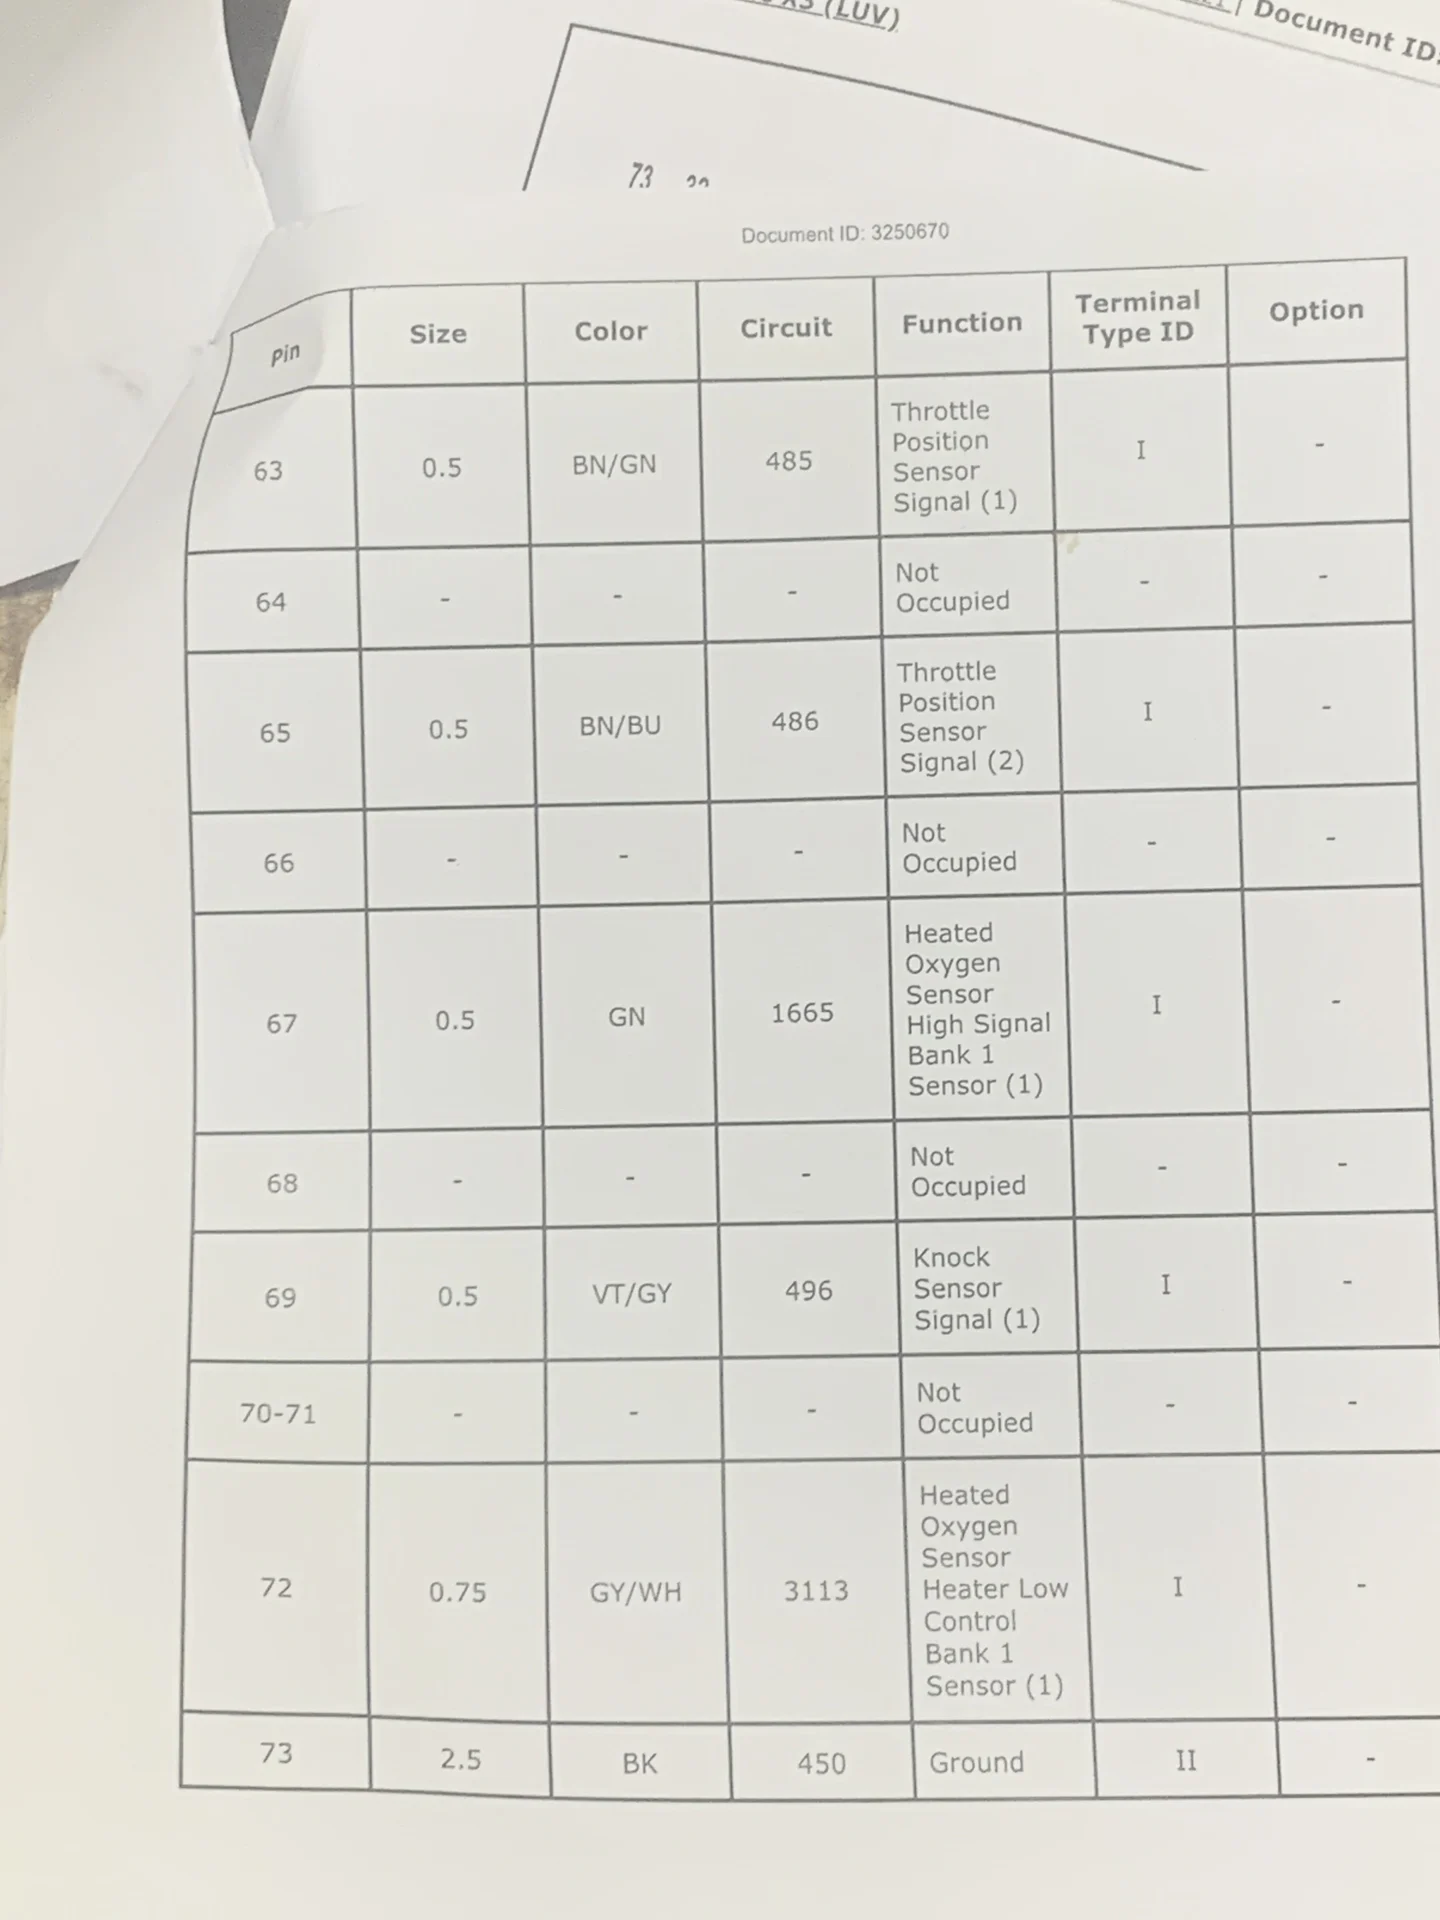 (LUV)
Document ID:
73
Document ID: 3250670
Pin Size Color Circuit Function Terminal Type ID Option
63 0.5 BN/GN 485 Throttle Position Sensor Signal (1) I -
64 - - - Not Occupied - -
65 0.5 BN/BU 486 Throttle Position Sensor Signal (2) I -
66 - - - Not Occupied - -
67 0.5 GN 1665 Heated Oxygen Sensor High Signal Bank 1 Sensor (1) I -
68 - - - Not Occupied - -
69 0.5 VT/GY 496 Knock Sensor Signal (1) I -
70-71 - - - Not Occupied - -
72 0.75 GY/WH 3113 Heated Oxygen Sensor Heater Low Control Bank 1 Sensor (1) I -
73 2.5 BK 450 Ground II -